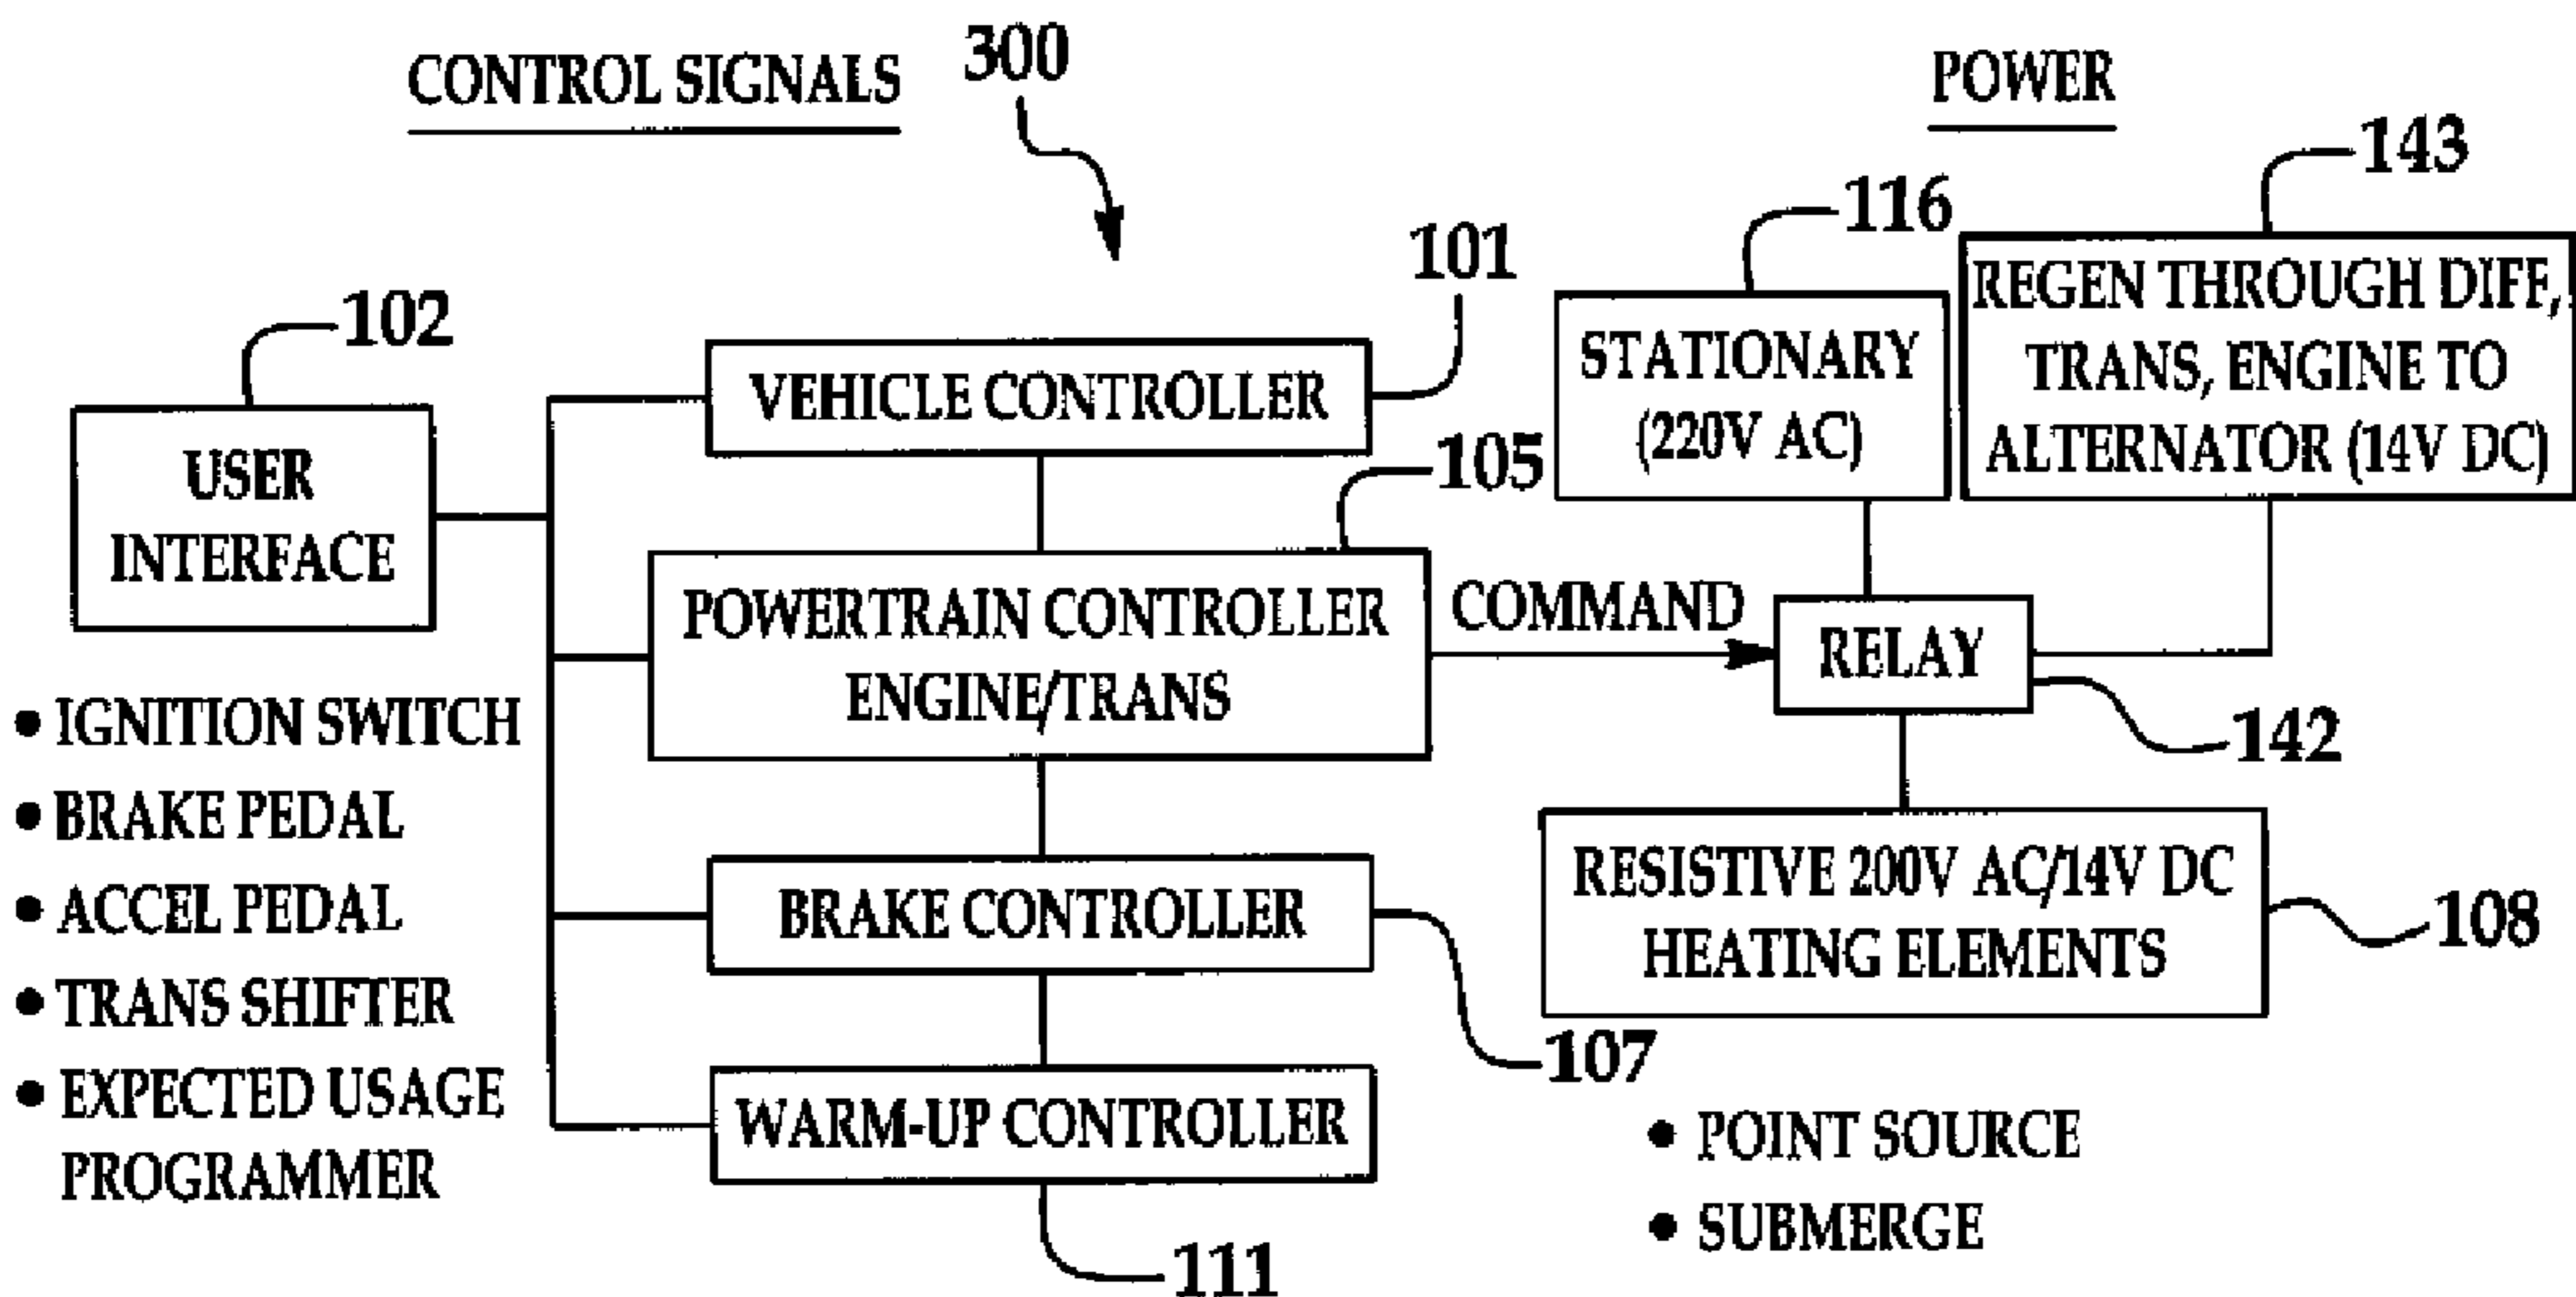 CONTROL SIGNALS
300
POWER
143
116
101
102
REGEN THROUGH DIFF,
TRANS, ENGINE TO
ALTERNATOR (14V DC)
STATIONARY
(220V AC)
VEHICLE CONTROLLER
105
USER
INTERFACE
POWERTRAIN CONTROLLER
ENGINE/TRANS
COMMAND
RELAY
142
• IGNITION SWITCH
• BRAKE PEDAL
• ACCEL PEDAL
• TRANS SHIFTER
• EXPECTED USAGE
PROGRAMMER
BRAKE CONTROLLER
107
RESISTIVE 200V AC/14V DC
HEATING ELEMENTS
108
WARM-UP CONTROLLER
111
• POINT SOURCE
• SUBMERGE